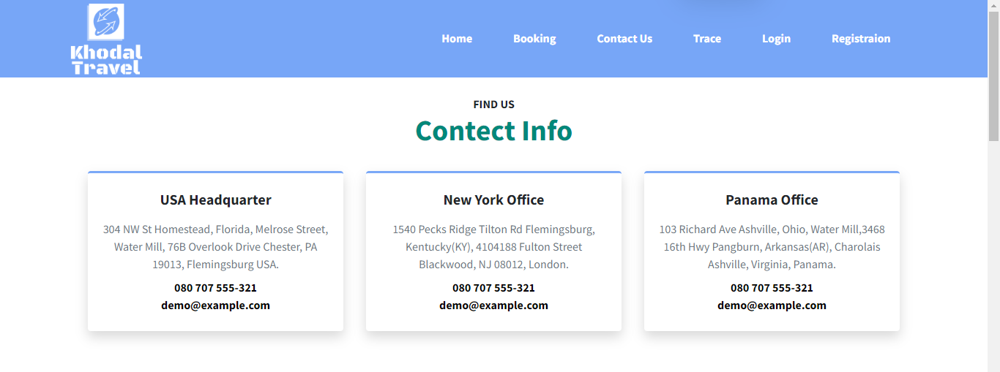 Khodal
Travel
Home Booking Contact Us Trace Login Registraion
FIND US
Contect Info
USA Headquarter
304 NW St Homestead, Florida, Melrose Street,
Water Mill, 76B Overlook Drive Chester, PA
19013, Flemingsburg USA.
080 707 555-321
demo@example.com
New York Office
1540 Pecks Ridge Tilton Rd Flemingsburg,
Kentucky(KY), 4104188 Fulton Street
Blackwood, NJ 08012, London.
080 707 555-321
demo@example.com
Panama Office
103 Richard Ave Ashville, Ohio, Water Mill,3468
16th Hwy Pangburn, Arkansas(AR), Charolais
Ashville, Virginia, Panama.
080 707 555-321
demo@example.com